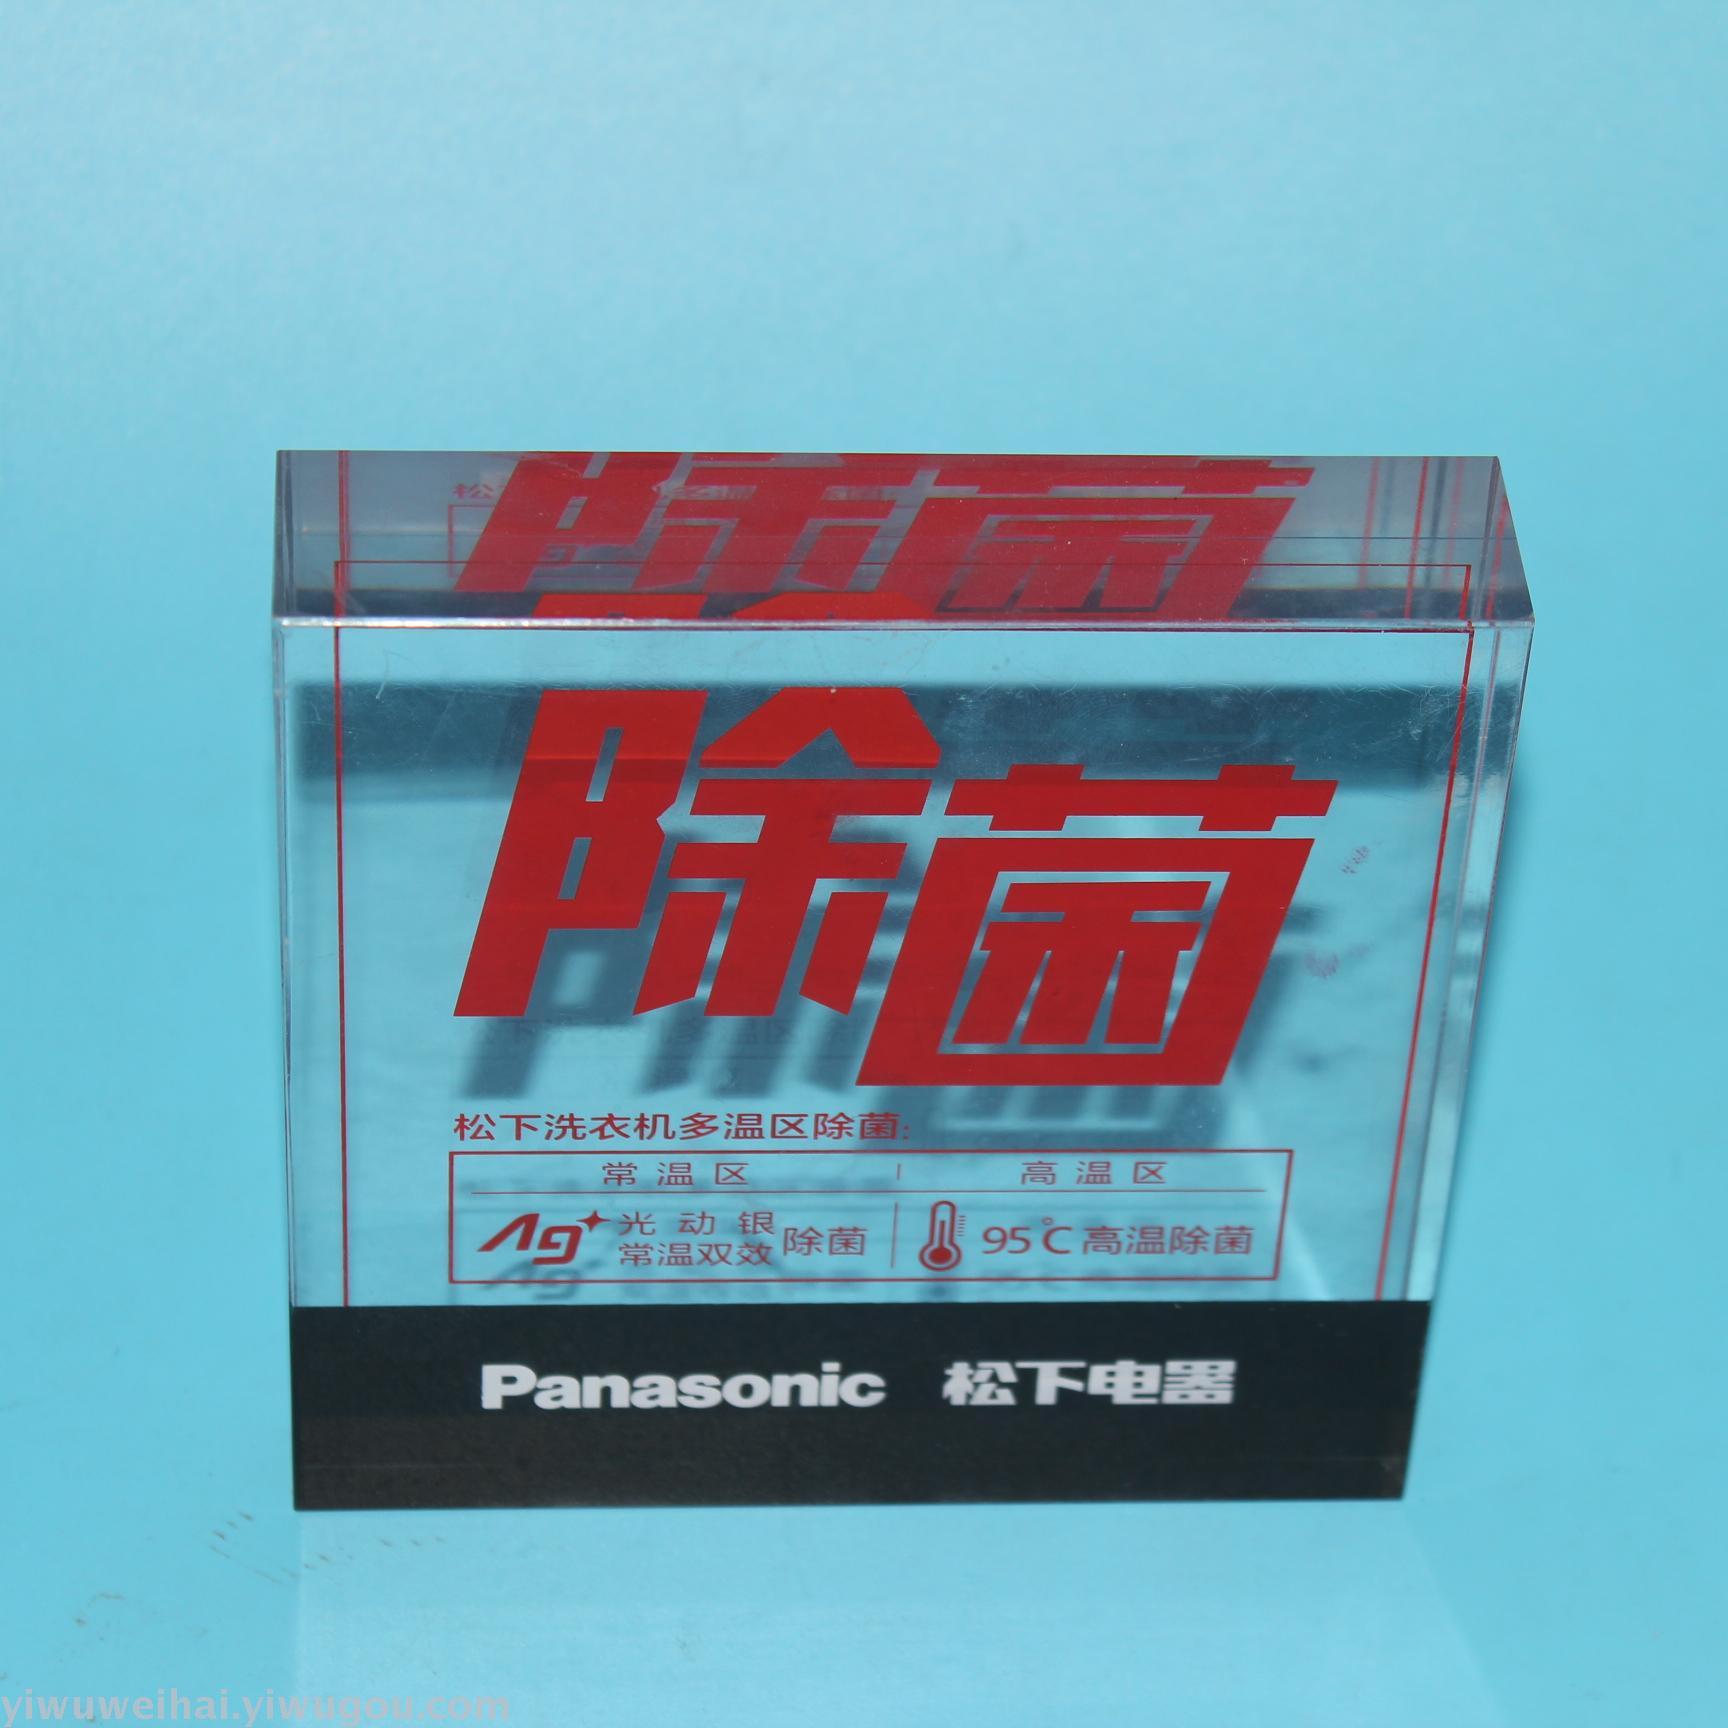 除菌
松下洗衣机多温区除菌:
常温区 | 高温区
Ag+ 光动银 常温双效 除菌 95℃高温除菌
Panasonic 松下电器
yiwuweihai.yiwugou.com